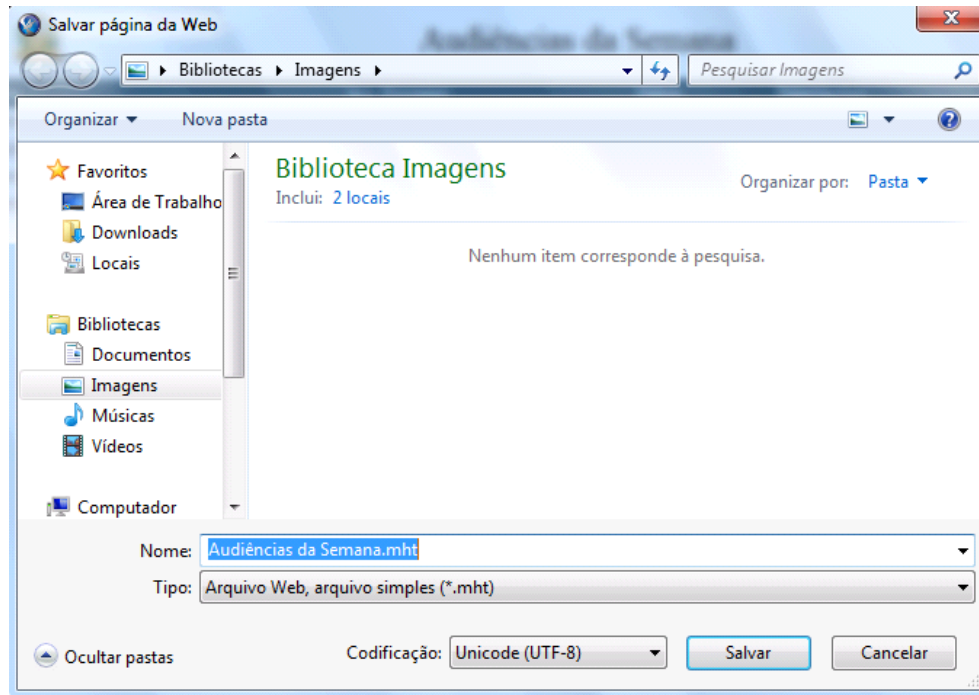 Salvar página da Web
Audiências da Semana
Bibliotecas Imagens
Pesquisar Imagens
Organizar Nova pasta
Favoritos
Área de Trabalho
Downloads
Locais
Bibliotecas
Documentos
Imagens
Músicas
Vídeos
Computador
Biblioteca Imagens
Inclui: 2 locais
Organizar por: Pasta
Nenhum item corresponde à pesquisa.
Nome: Audiências da Semana.mht
Tipo: Arquivo Web, arquivo simples (*.mht)
Ocultar pastas
Codificação: Unicode (UTF-8)
Salvar
Cancelar